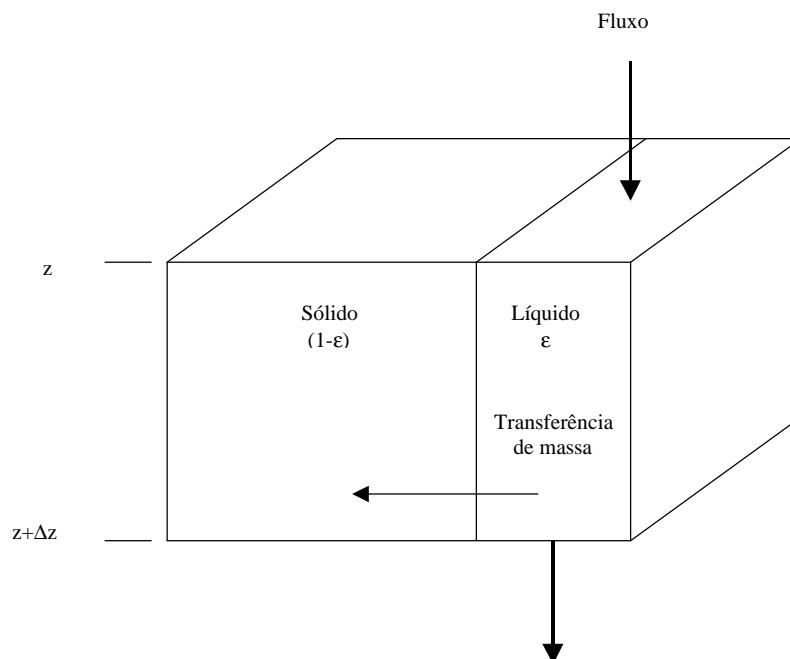 Fluxo
z
Sólido
(1-ε)
Líquido
ε
Transferência
de massa
z+Δz